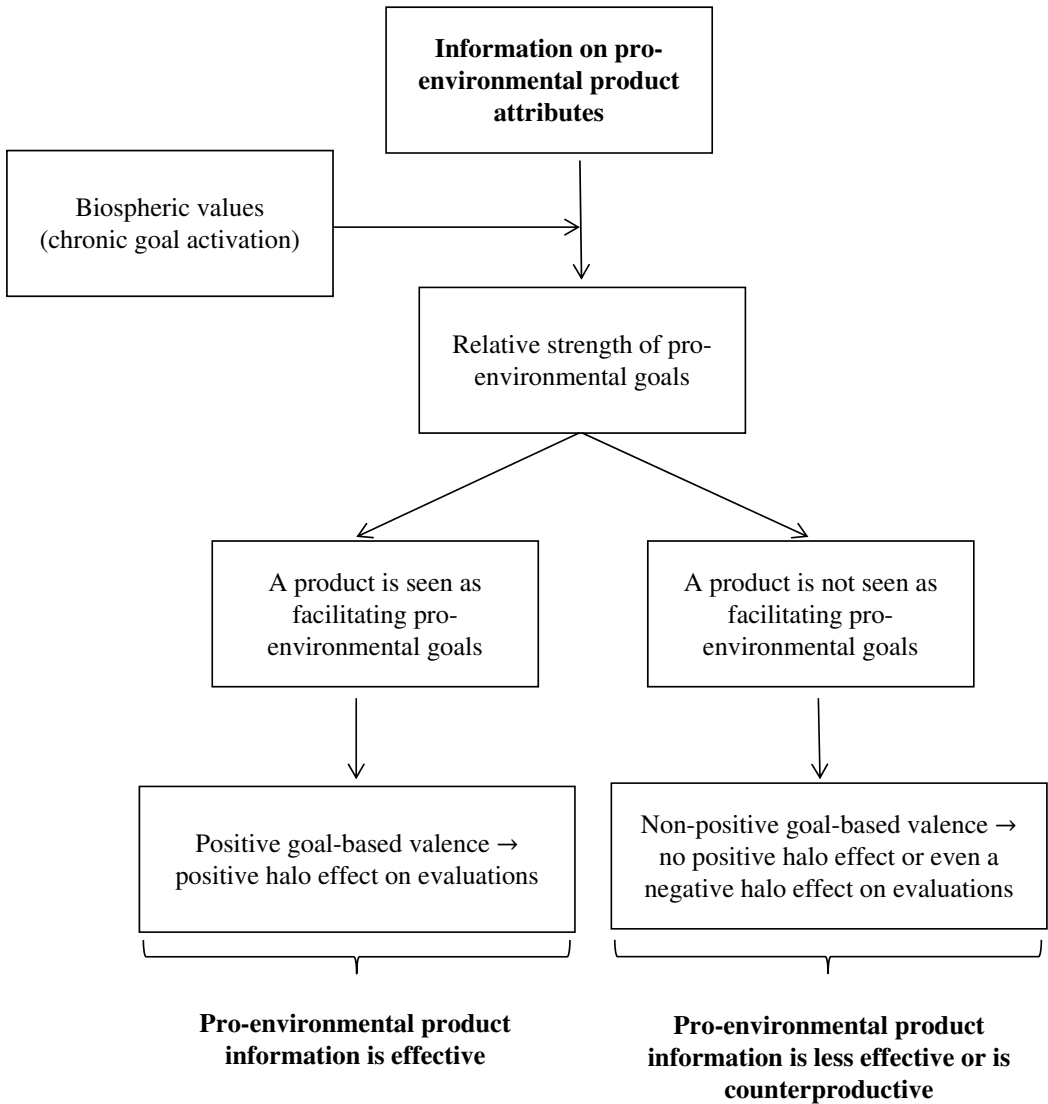 Information on pro-
environmental product
attributes
Biospheric values
(chronic goal activation)
Relative strength of pro-
environmental goals
A product is seen as
facilitating pro-
environmental goals
A product is not seen as
facilitating pro-
environmental goals
Positive goal-based valence →
positive halo effect on evaluations
Non-positive goal-based valence →
no positive halo effect or even a
negative halo effect on evaluations
Pro-environmental product
information is effective
Pro-environmental product
information is less effective or is
counterproductive